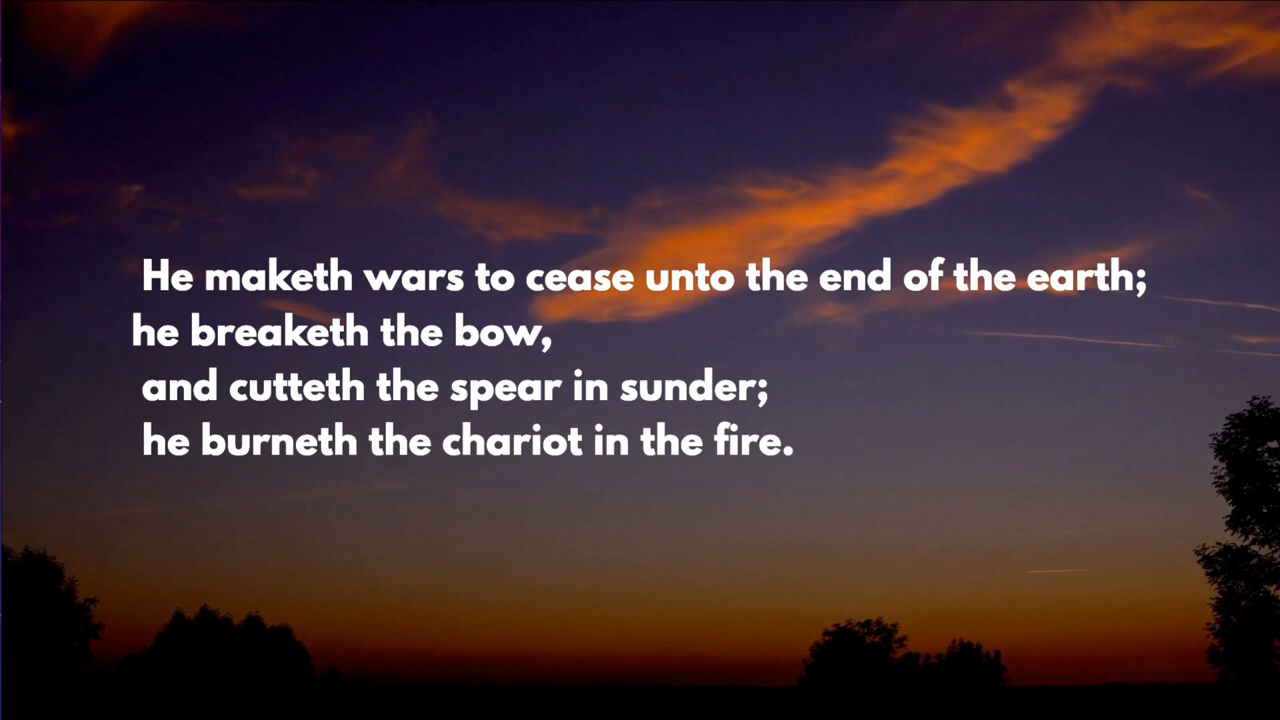 He maketh wars to cease unto the end of the earth;
he breaketh the bow,
and cutteth the spear in sunder;
he burneth the chariot in the fire.